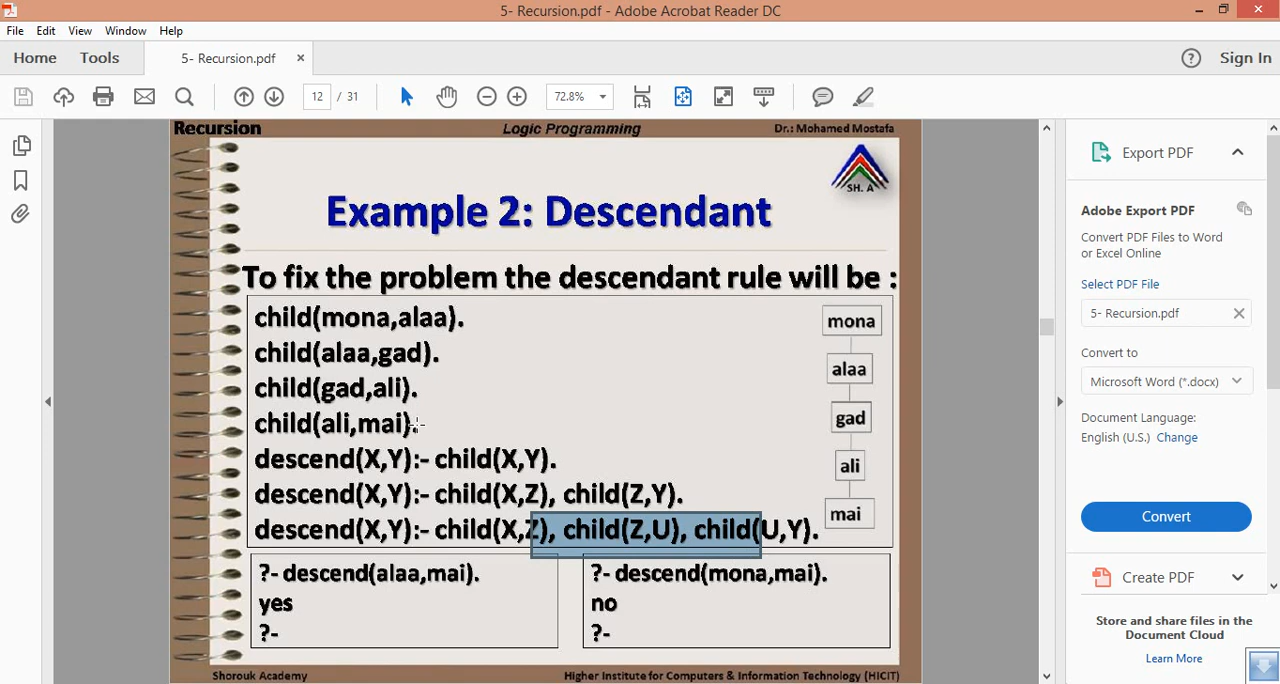 5- Recursion.pdf - Adobe Acrobat Reader DC
File Edit View Window Help
Home Tools 5- Recursion.pdf × Sign In
12 / 31 72.8%
Recursion Logic Programming Dr.: Mohamed Mostafa
SH. A
Example 2: Descendant
To fix the problem the descendant rule will be :
child(mona,alaa).
child(alaa,gad).
child(gad,ali).
child(ali,mai).
descend(X,Y):- child(X,Y).
descend(X,Y):- child(X,Z), child(Z,Y).
descend(X,Y):- child(X,Z), child(Z,U), child(U,Y).
mona
alaa
gad
ali
mai
?- descend(alaa,mai).
yes
?-
?- descend(mona,mai).
no
?-
Shorouk Academy Higher Institute for Computers & Information Technology (HICIT)
Export PDF
Adobe Export PDF
Convert PDF Files to Word
or Excel Online
Select PDF File
5- Recursion.pdf
Convert to
Microsoft Word (*.docx)
Document Language:
English (U.S.) Change
Convert
Create PDF
Store and share files in the
Document Cloud
Learn More